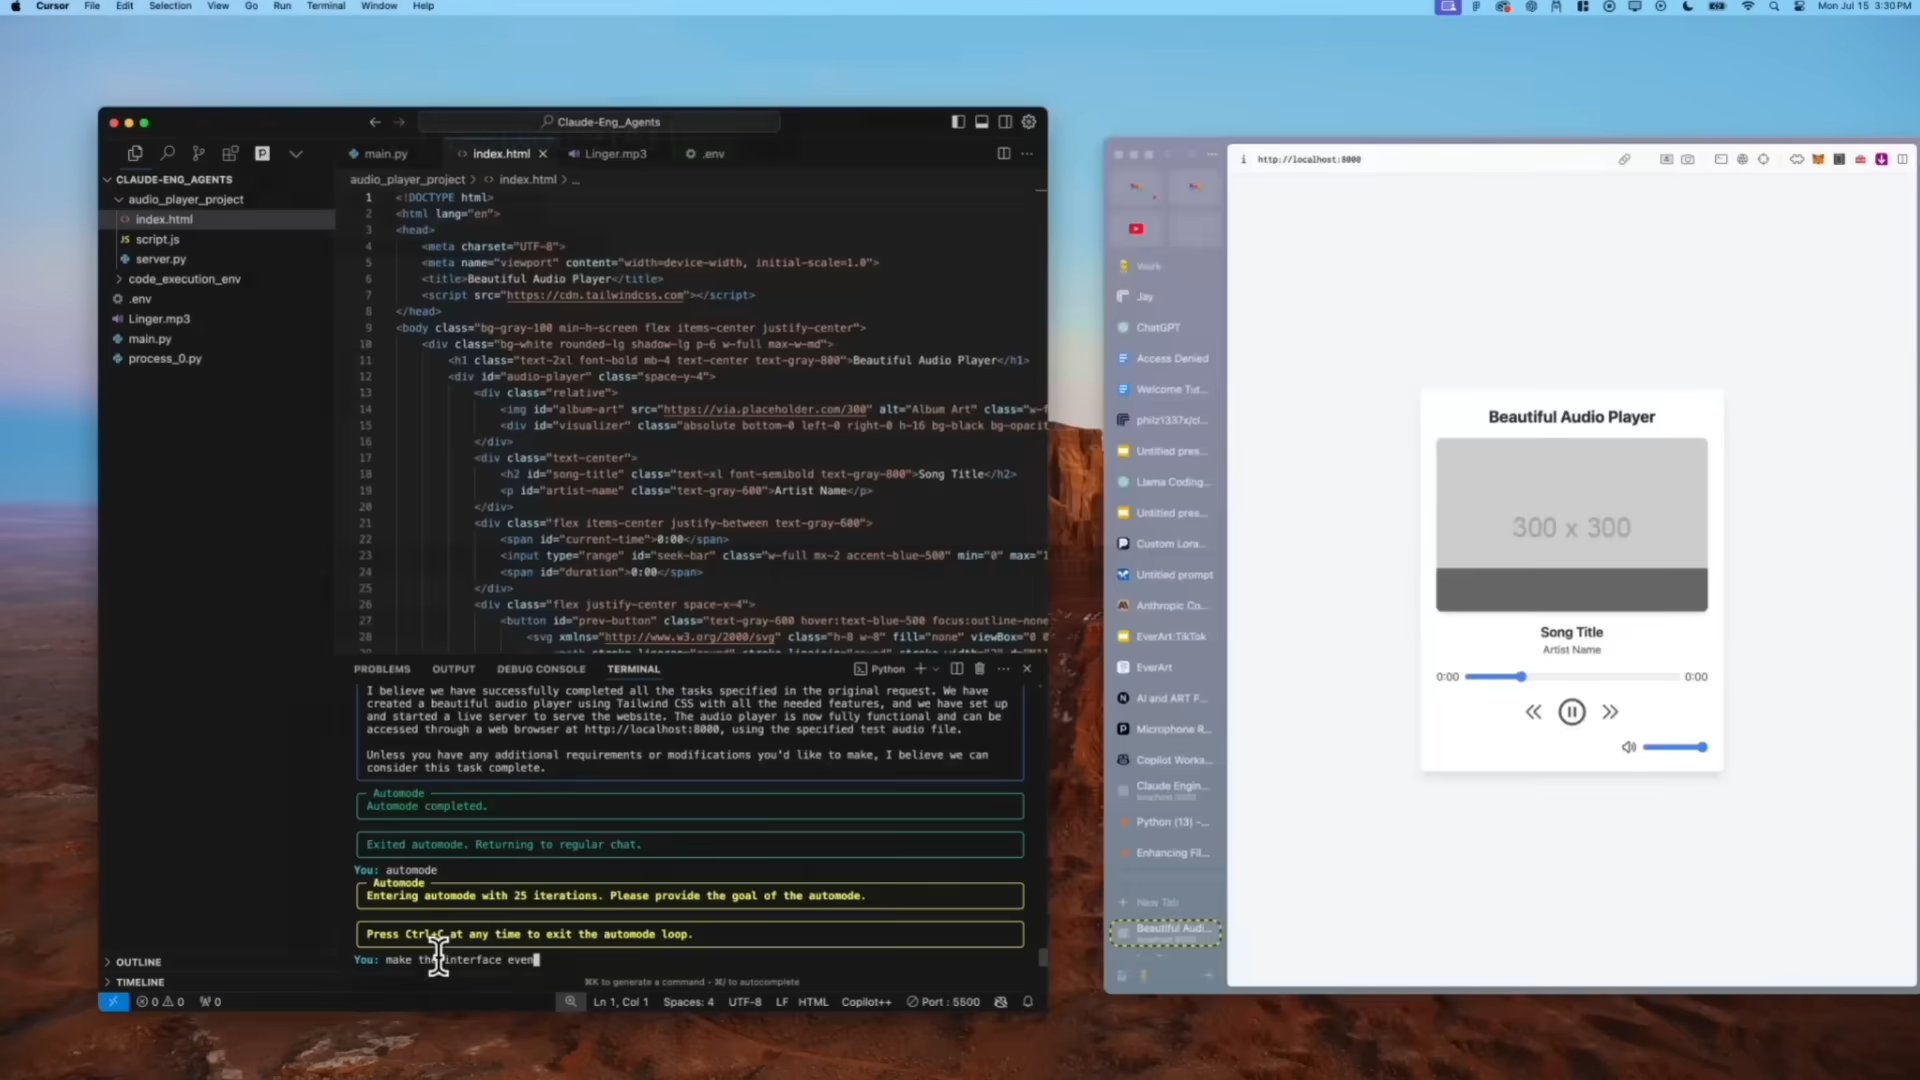 Cursor File Edit Selection View Go Run Terminal Window Help
Mon Jul 15 3:30 PM
Claude-Eng_Agents
main.py
index.html
Linger.mp3
.env
CLAUDE-ENG_AGENTS
audio_player_project
index.html
script.js
server.py
code_execution_env
.env
Linger.mp3
main.py
process_0.py
OUTLINE
TIMELINE
audio_player_project > index.html > ...
1 <!DOCTYPE html>
2 <html lang="en">
3 <head>
4 <meta charset="UTF-8">
5 <meta name="viewport" content="width=device-width, initial-scale=1.0">
6 <title>Beautiful Audio Player</title>
7 <script src="https://cdn.tailwindcss.com"></script>
8 </head>
9 <body class="bg-gray-100 min-h-screen flex items-center justify-center">
10 <div class="bg-white rounded-lg shadow-lg p-6 w-full max-w-md">
11 <h1 class="text-2xl font-bold mb-4 text-center text-gray-800">Beautiful Audio Player</h1>
12 <div id="audio-player" class="space-y-4">
13 <div class="relative">
14 <img id="album-art" src="https://via.placeholder.com/300" alt="Album Art" class="w-f
15 <div id="visualizer" class="absolute bottom-0 left-0 right-0 h-16 bg-black bg-opacit
16 </div>
17 <div class="text-center">
18 <h2 id="song-title" class="text-xl font-semibold text-gray-800">Song Title</h2>
19 <p id="artist-name" class="text-gray-600">Artist Name</p>
20 </div>
21 <div class="flex items-center justify-between text-gray-600">
22 <span id="current-time">0:00</span>
23 <input type="range" id="seek-bar" class="w-full mx-2 accent-blue-500" min="0" max="1
24 <span id="duration">0:00</span>
25 </div>
26 <div class="flex justify-center space-x-4">
27 <button id="prev-button" class="text-gray-600 hover:text-blue-500 focus:outline-none
28 <svg xmlns="http://www.w3.org/2000/svg" class="h-8 w-8" fill="none" viewBox="0 0
PROBLEMS OUTPUT DEBUG CONSOLE TERMINAL
Python
I believe we have successfully completed all the tasks specified in the original request. We have
created a beautiful audio player using Tailwind CSS with all the needed features, and we have set up
and started a live server to serve the website. The audio player is now fully functional and can be
accessed through a web browser at http://localhost:8000, using the specified test audio file.
Unless you have any additional requirements or modifications you'd like to make, I believe we can
consider this task complete.
Automode
Automode completed.
Exited automode. Returning to regular chat.
You: automode
Automode
Entering automode with 25 iterations. Please provide the goal of the automode.
Press Ctrl+C at any time to exit the automode loop.
You: make the interface even
⌘K to generate a command • ⌘/ to autocomplete
0 0 0
Ln 1, Col 1 Spaces: 4 UTF-8 LF HTML Copilot++ Port : 5500
http://localhost:8000
Work
Jay
ChatGPT
Access Denied
Welcome Tut...
philz1337x/cl...
Untitled pres...
Llama Coding...
Untitled pres...
Custom Lora...
Untitled prompt
Anthropic Co...
EverArt:TikTok
EverArt
AI and ART F...
Microphone R...
Copilot Works...
Claude Engin...
Python (13) -...
Enhancing Fil...
New Tab
Beautiful Audi...
Beautiful Audio Player
300 x 300
Song Title
Artist Name
0:00 0:00